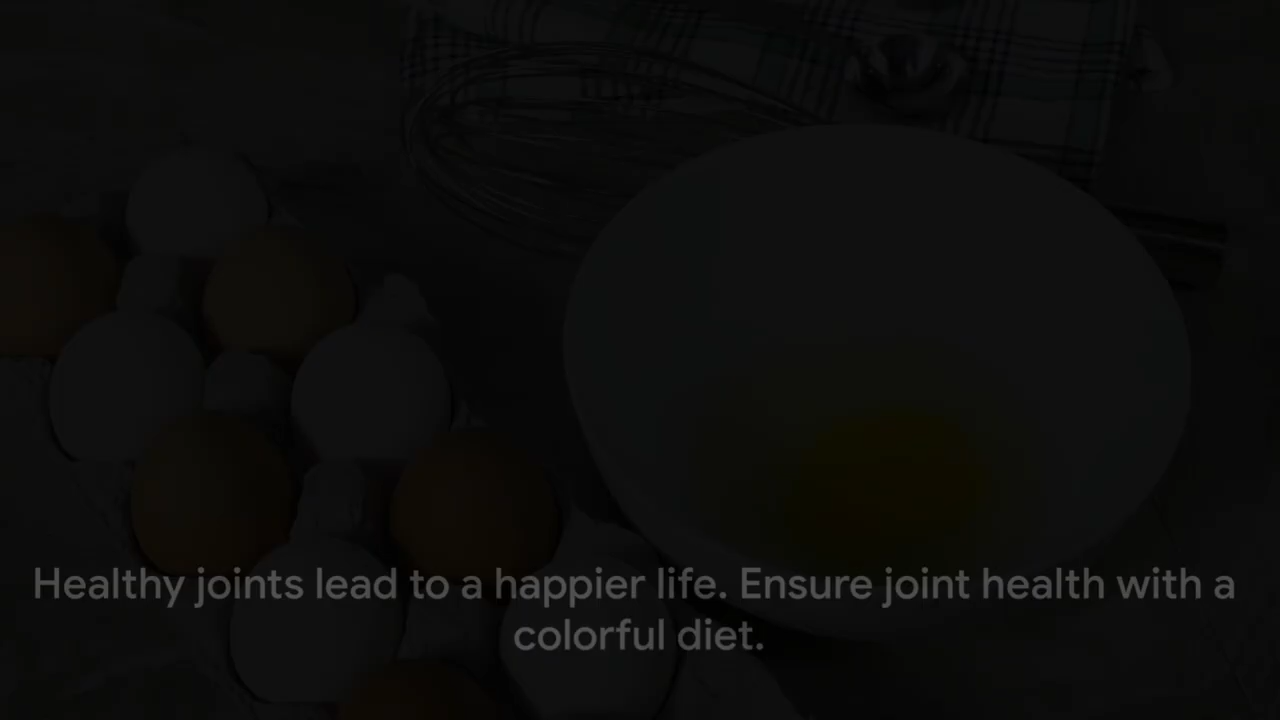 Healthy joints lead to a happier life. Ensure joint health with a
colorful diet.